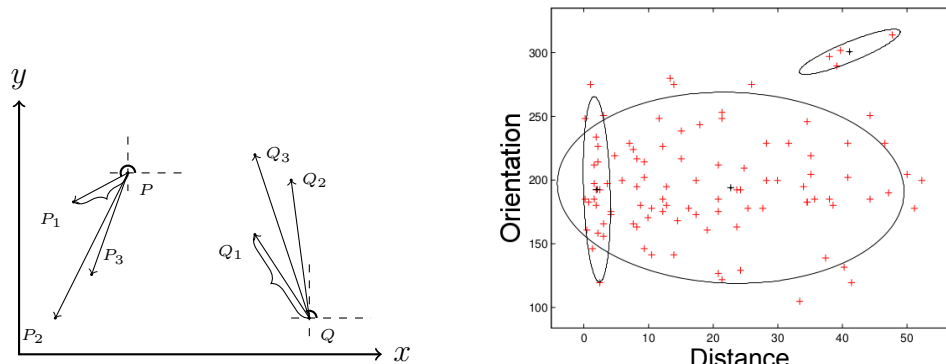 y
P
P₁
P₃
P₂
Q₃
Q₂
Q₁
Q
x
Orientation
300
250
200
150
100
0
10
20
30
40
50
Distance